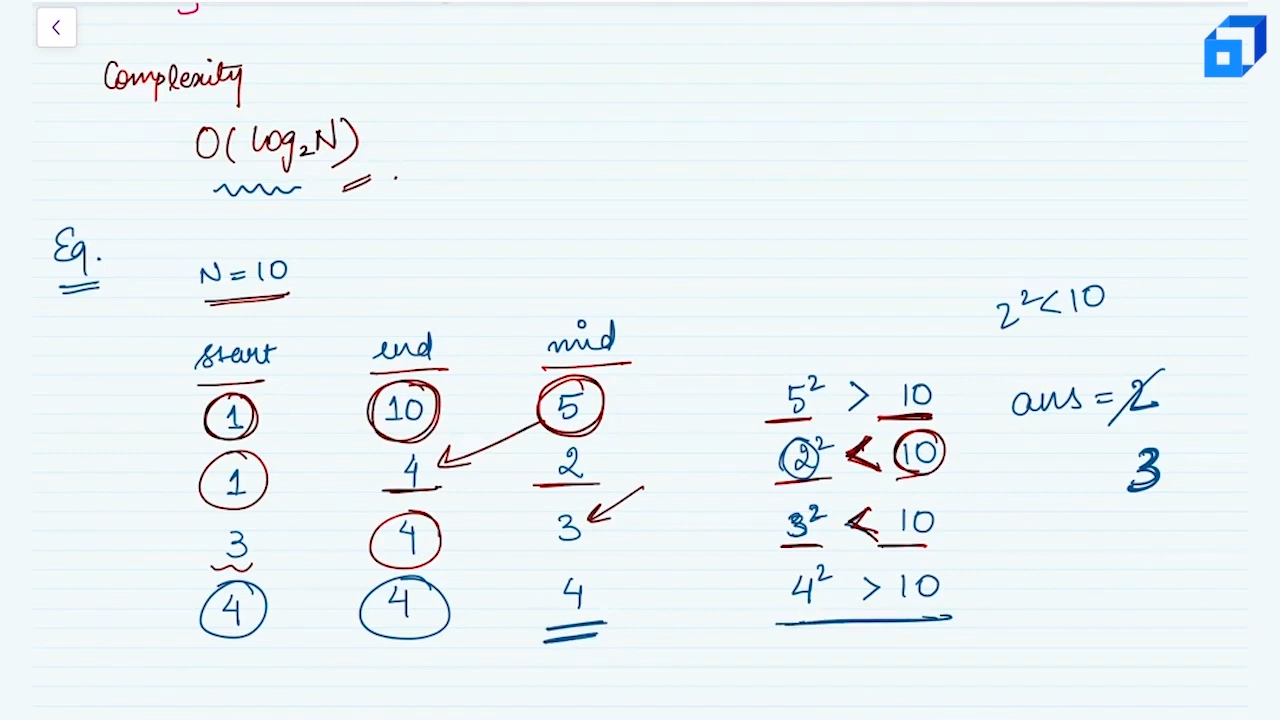 Complexity
O(log₂N)
Eg.
N = 10
2² < 10
start end mid
1 10 5 5² > 10 ans = 2
1 4 2 2² < 10 3
3 4 3 3² < 10
4 4 4 4² > 10